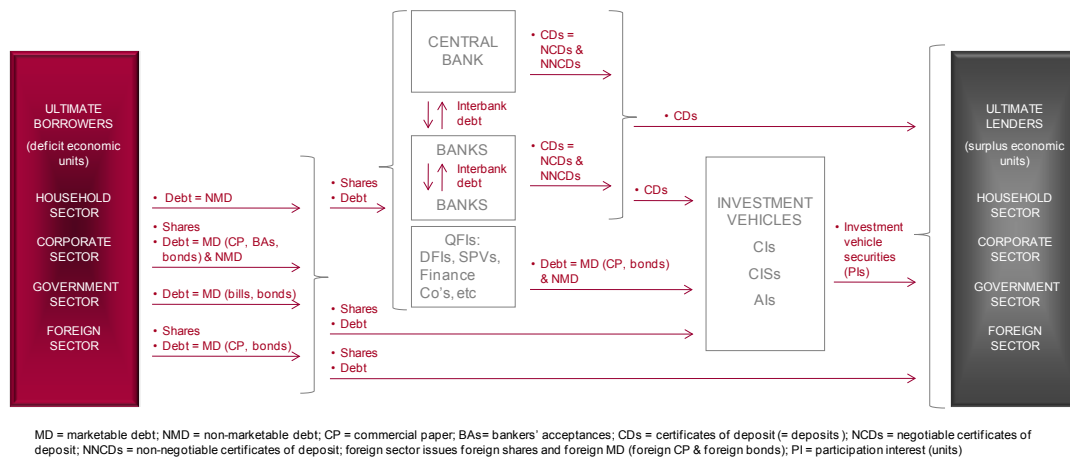 ULTIMATE
BORROWERS
(deficit economic
units)
HOUSEHOLD
SECTOR
CORPORATE
SECTOR
GOVERNMENT
SECTOR
FOREIGN
SECTOR
• Debt = NMD
• Shares
• Debt = MD (CP, BAs,
bonds) & NMD
• Debt = MD (bills, bonds)
• Shares
• Debt = MD (CP, bonds)
• Shares
• Debt
CENTRAL
BANK
Interbank
debt
BANKS
Interbank
debt
BANKS
QFIs:
DFIs, SPVs,
Finance
Co's, etc
• CDs =
NCDs &
NNCDs
• CDs =
NCDs &
NNCDs
• Debt = MD (CP, bonds)
& NMD
• Shares
• Debt
• Shares
• Debt
• CDs
• CDs
INVESTMENT
VEHICLES
CIs
CISs
AIs
• Investment
vehicle
securities
(PIs)
ULTIMATE
LENDERS
(surplus economic
units)
HOUSEHOLD
SECTOR
CORPORATE
SECTOR
GOVERNMENT
SECTOR
FOREIGN
SECTOR
MD = marketable debt; NMD = non-marketable debt; CP = commercial paper; BAs= bankers' acceptances; CDs = certificates of deposit (= deposits ); NCDs = negotiable certificates of
deposit; NNCDs = non-negotiable certificates of deposit; foreign sector issues foreign shares and foreign MD (foreign CP & foreign bonds); PI = participation interest (units)